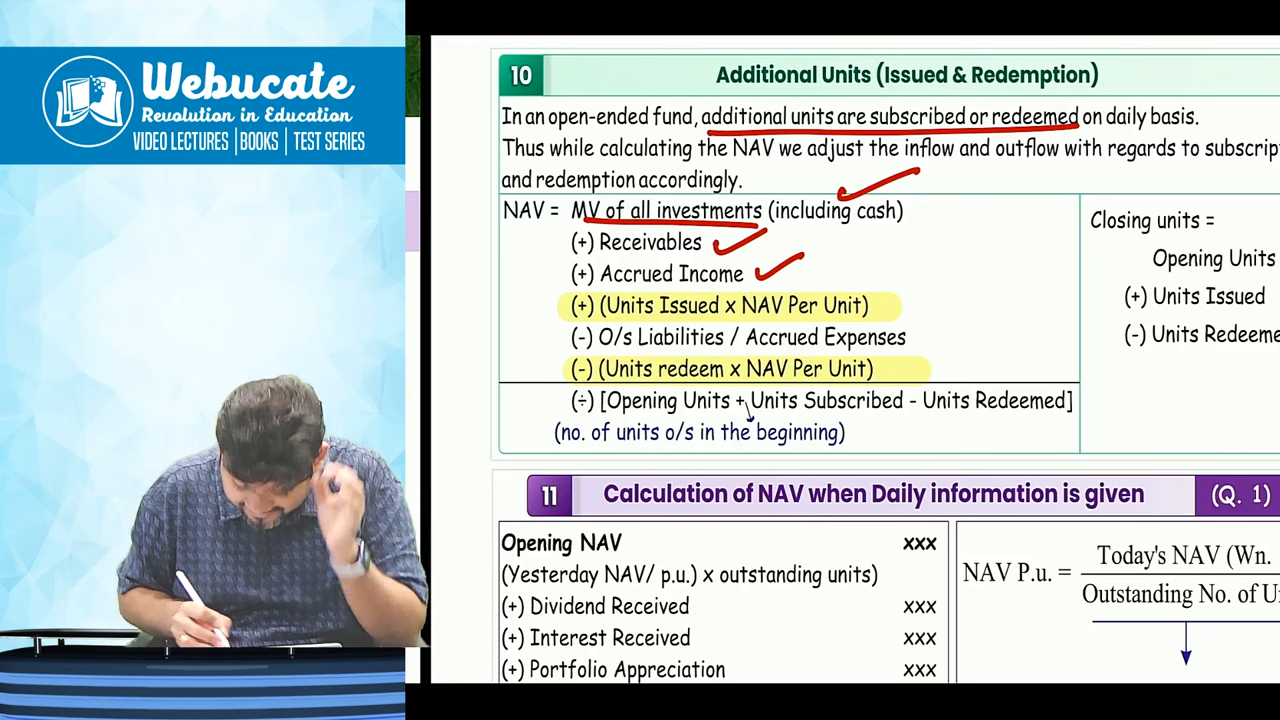 Webucate
Revolution in Education
VIDEO LECTURES | BOOKS | TEST SERIES
10
Additional Units (Issued & Redemption)
In an open-ended fund, additional units are subscribed or redeemed on daily basis.
Thus while calculating the NAV we adjust the inflow and outflow with regards to subscript
and redemption accordingly.
NAV = MV of all investments (including cash)
(+) Receivables
(+) Accrued Income
(+) (Units Issued x NAV Per Unit)
(-) O/s Liabilities / Accrued Expenses
(-) (Units redeem x NAV Per Unit)
(÷) [Opening Units + Units Subscribed - Units Redeemed]
(no. of units o/s in the beginning)
Closing units =
Opening Units
(+) Units Issued
(-) Units Redeeme
11
Calculation of NAV when Daily information is given
(Q. 1)
Opening NAV xxx
(Yesterday NAV/ p.u.) x outstanding units)
(+) Dividend Received xxx
(+) Interest Received xxx
(+) Portfolio Appreciation xxx
NAV P.u. =
Today's NAV (Wn.
Outstanding No. of U